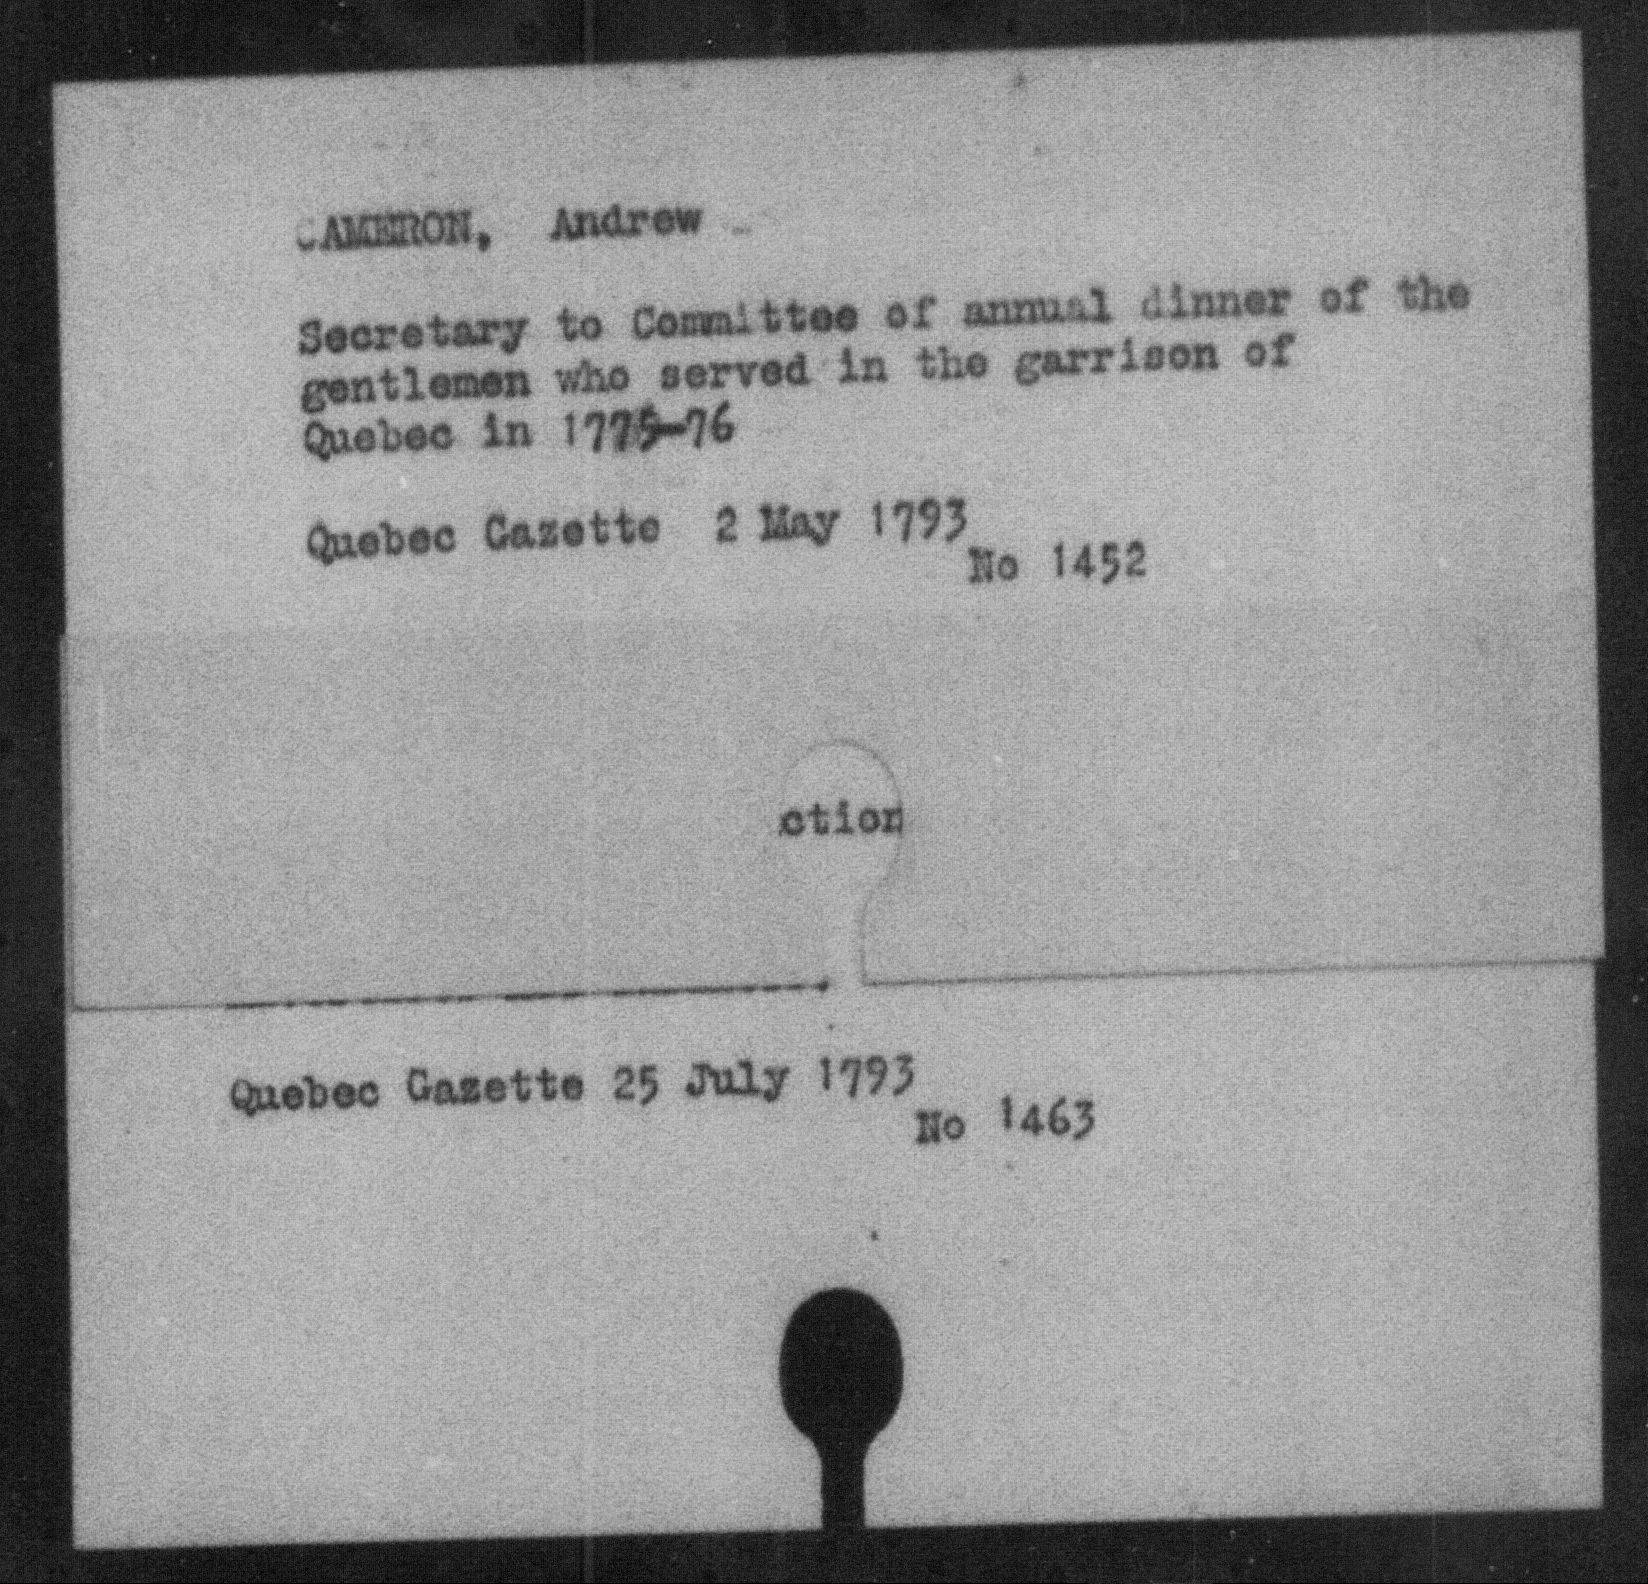 CAMERON, Andrew
Secretary to Committee of annual dinner of the
gentlemen who served in the garrison of
Quebec in 1775-76
Quebec Gazette 2 May 1793
No 1452
ction
Quebec Gazette 25 July 1793
No 1463